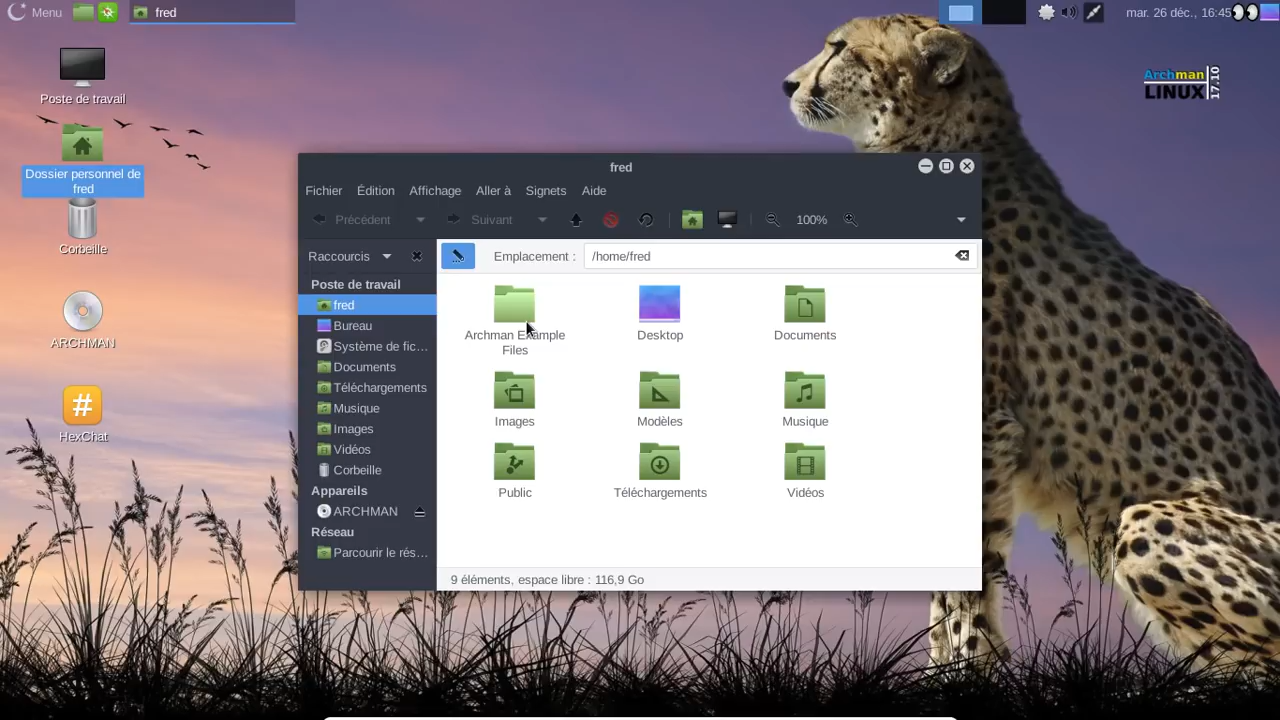 Menu
fred
mar. 26 déc., 16:45
Poste de travail
Dossier personnel de
fred
Corbeille
ARCHMAN
HexChat
Archman
LINUX
17.10
fred
Fichier Édition Affichage Aller à Signets Aide
Précédent Suivant 100%
Raccourcis
Emplacement : /home/fred
Poste de travail
fred
Bureau
Système de fic...
Documents
Téléchargements
Musique
Images
Vidéos
Corbeille
Appareils
ARCHMAN
Réseau
Parcourir le rés...
Archman Example
Files
Desktop
Documents
Images
Modèles
Musique
Public
Téléchargements
Vidéos
9 éléments, espace libre : 116,9 Go